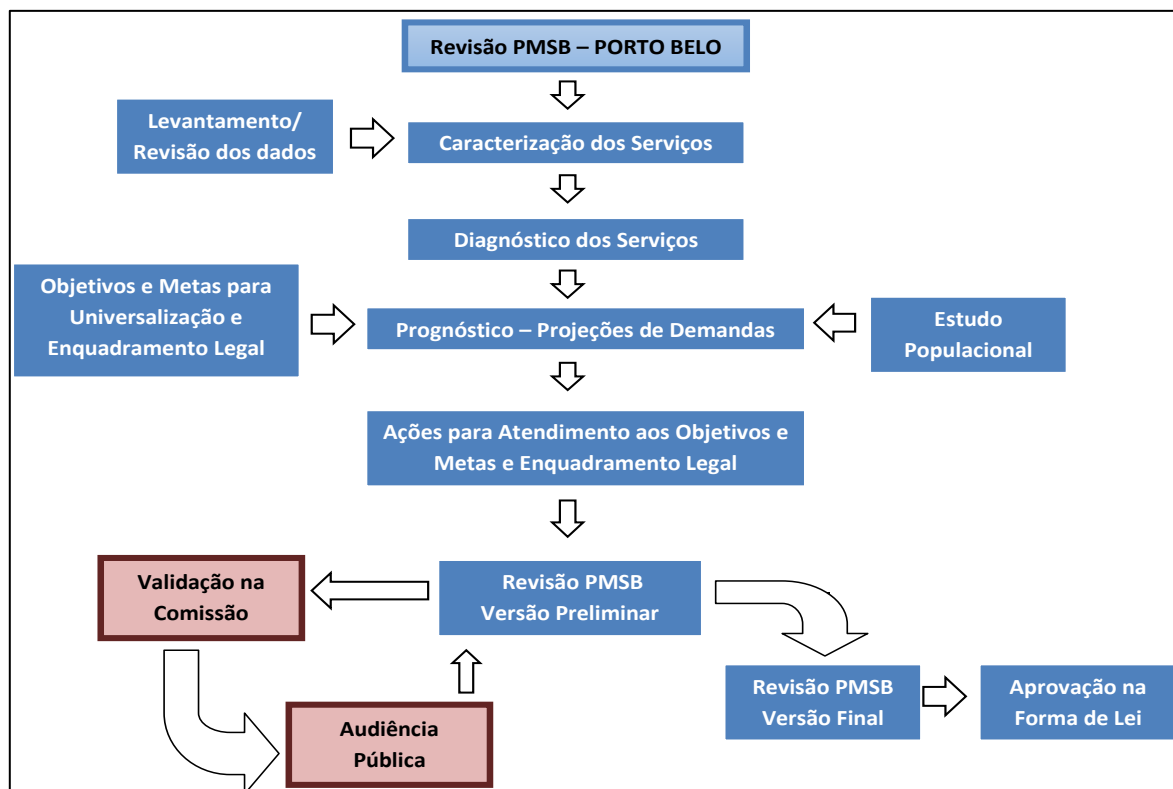 Revisão PMSB – PORTO BELO
Levantamento/
Revisão dos dados
Caracterização dos Serviços
Diagnóstico dos Serviços
Objetivos e Metas para
Universalização e
Enquadramento Legal
Prognóstico – Projeções de Demandas
Estudo
Populacional
Ações para Atendimento aos Objetivos e
Metas e Enquadramento Legal
Validação na
Comissão
Revisão PMSB
Versão Preliminar
Audiência
Pública
Revisão PMSB
Versão Final
Aprovação na
Forma de Lei